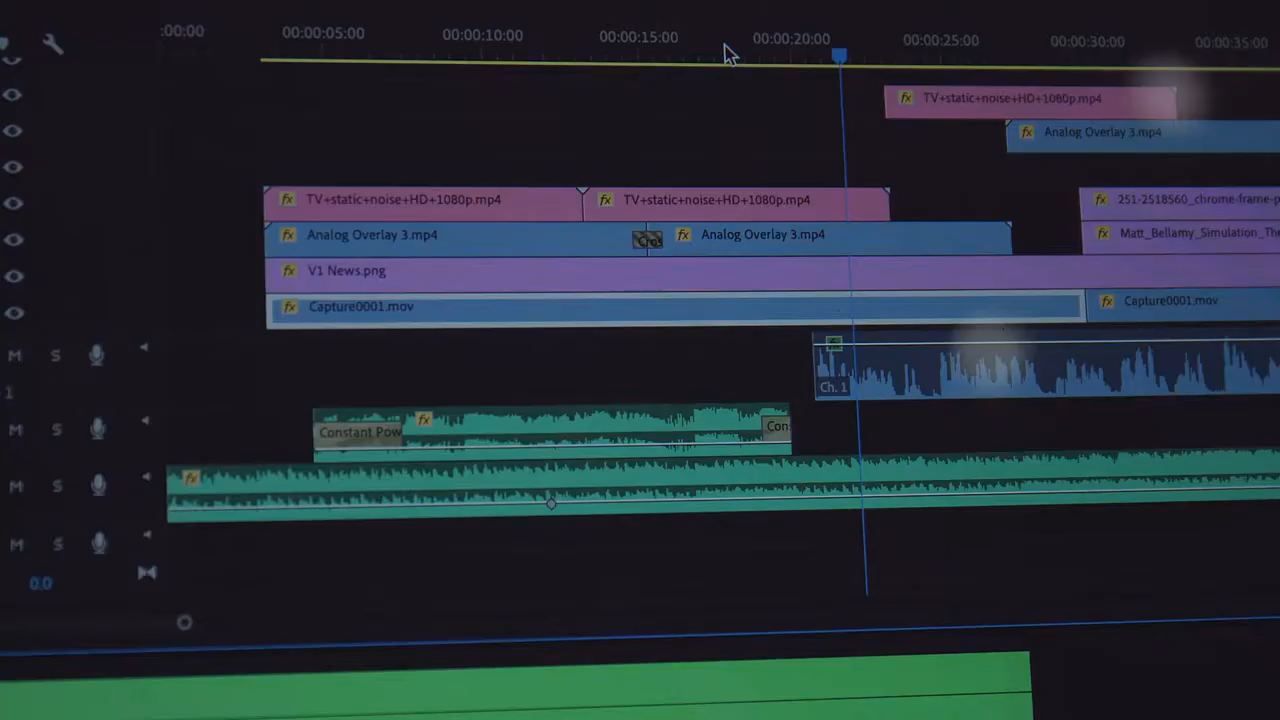 :00:00 00:00:05:00 00:00:10:00 00:00:15:00 00:00:20:00 00:00:25:00 00:00:30:00 00:00:35:00
fx TV+static+noise+HD+1080p.mp4
fx Analog Overlay 3.mp4
fx TV+static+noise+HD+1080p.mp4 fx TV+static+noise+HD+1080p.mp4 fx 251-2518560_chrome-frame-p
fx Analog Overlay 3.mp4 Cros fx Analog Overlay 3.mp4 fx Matt_Bellamy_Simulation_The
fx V1 News.png
fx Capture0001.mov fx Capture0001.mov
M S
Ch. 1
1
M S Constant Pow fx Con
M S fx
M S
0.0